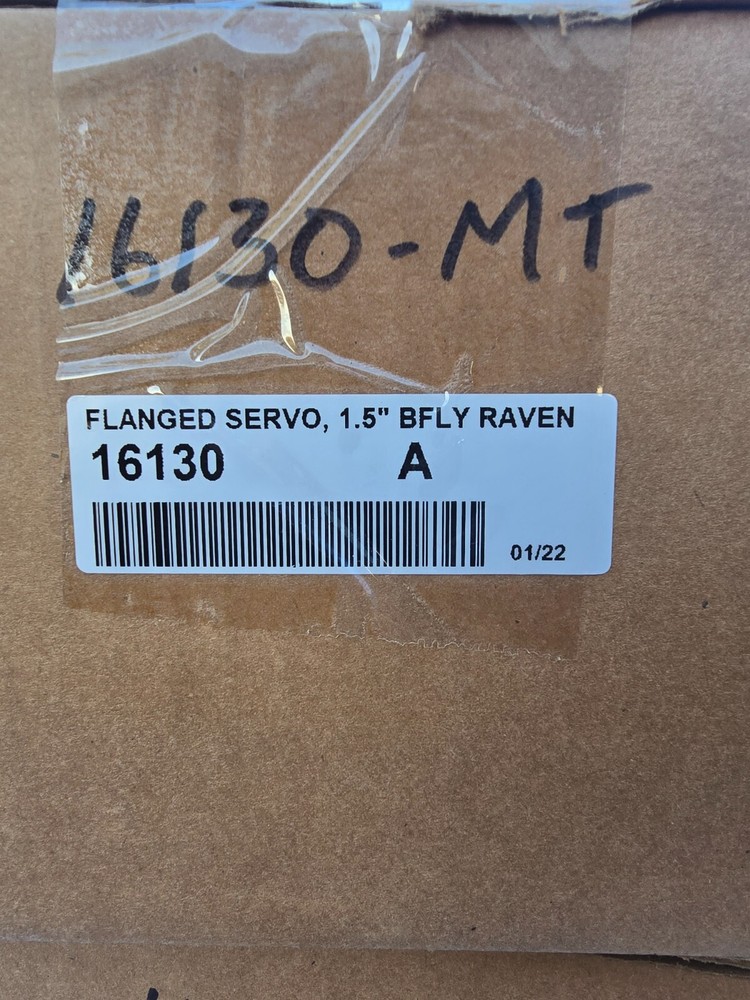 16130-MT
FLANGED SERVO, 1.5" BFLY RAVEN
16130 A
01/22